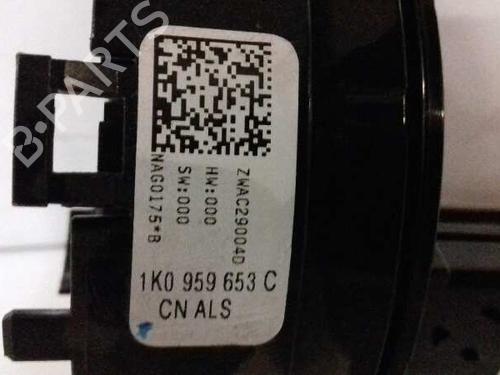 B-PARTS
ZWAC29004D
HW:000
SW:000
NAG0175*B
1K0 959 653 C
CN ALS